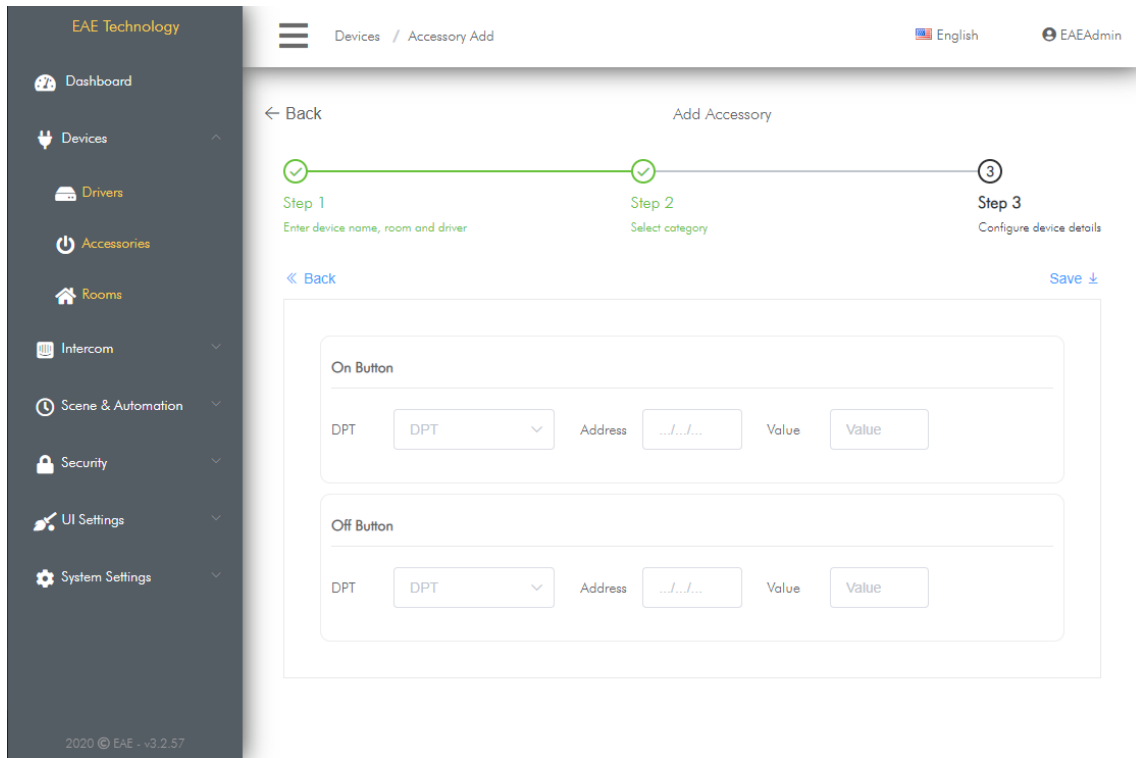 EAE Technology
Devices / Accessory Add
English
EAEAdmin
Dashboard
Devices
Drivers
Accessories
Rooms
Intercom
Scene & Automation
Security
UI Settings
System Settings
2020 © EAE - v3.2.57
← Back
Add Accessory
3
Step 1
Step 2
Step 3
Enter device name, room and driver
Select category
Configure device details
« Back
Save
On Button
DPT DPT Address .../.../... Value Value
Off Button
DPT DPT Address .../.../... Value Value